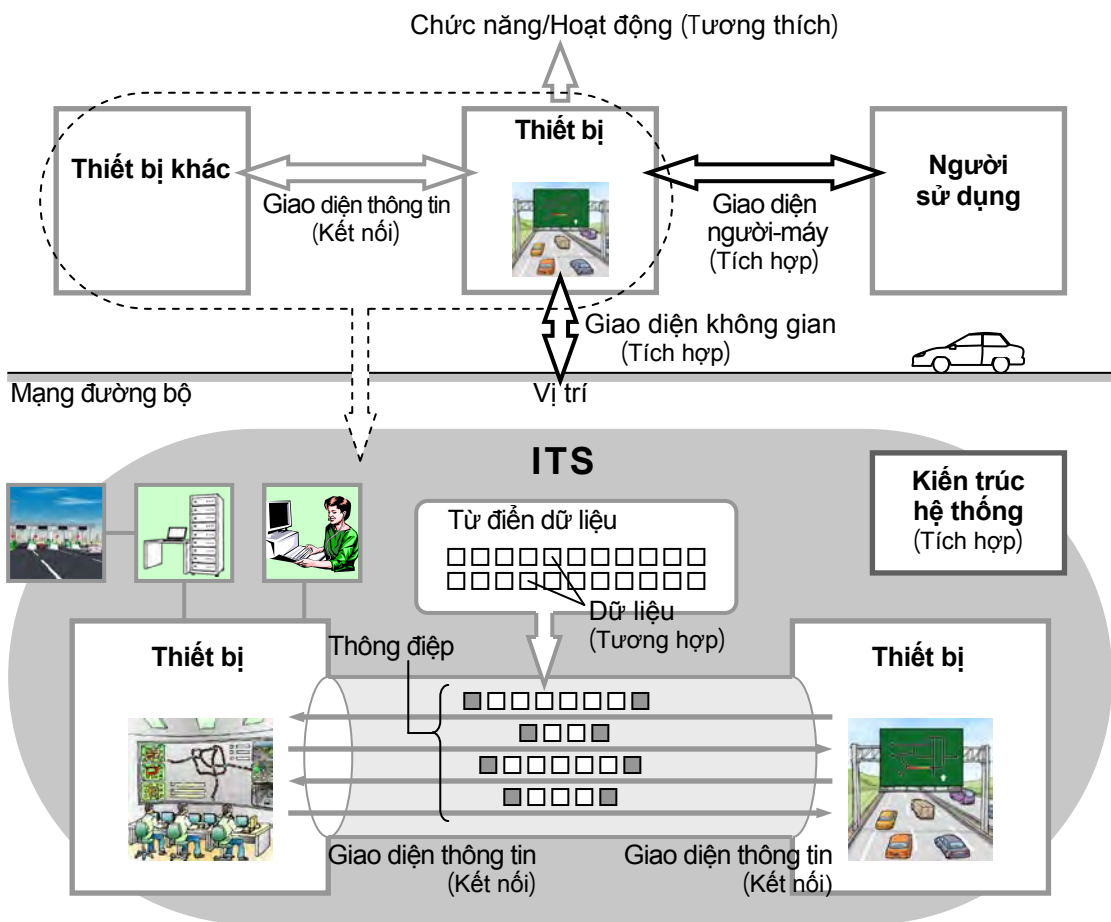 Chức năng/Hoạt động (Tương thích)
Thiết bị khác
Giao diện thông tin
(Kết nối)
Thiết bị
Giao diện
người-máy
(Tích hợp)
Người
sử dụng
Giao diện không gian
(Tích hợp)
Mạng đường bộ
Vị trí
ITS
Kiến trúc
hệ thống
(Tích hợp)
Từ điển dữ liệu
Dữ liệu
(Tương hợp)
Thiết bị
Thông điệp
Thiết bị
Giao diện thông tin
(Kết nối)
Giao diện thông tin
(Kết nối)